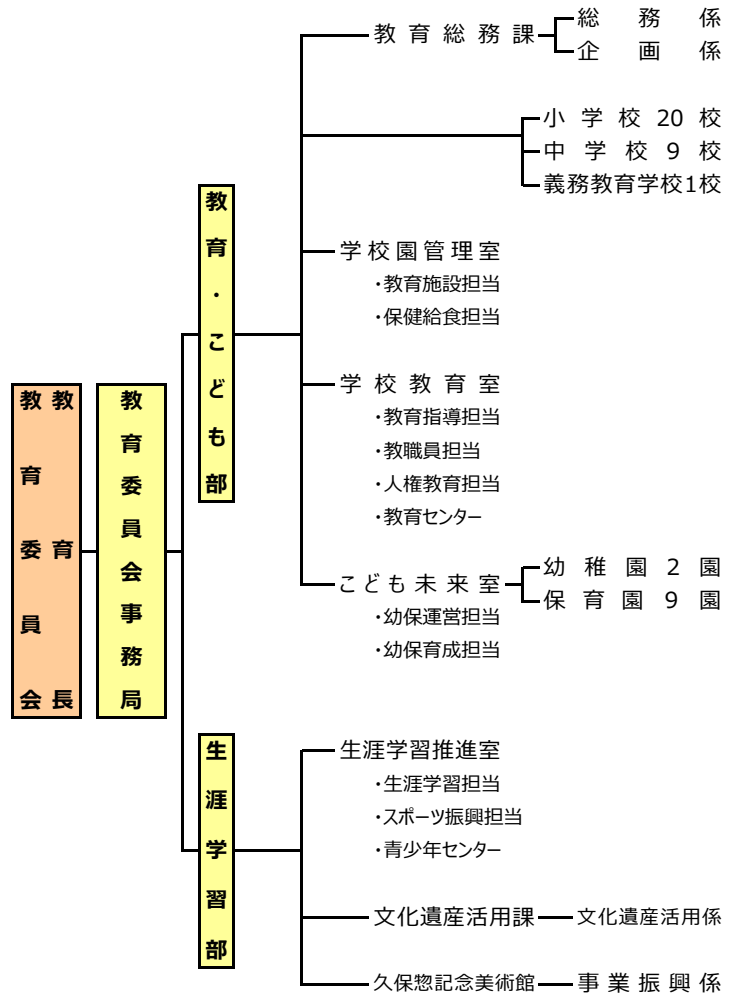 教育委員会
教育長
教育委員会事務局
教育・こども部
教育総務課
総務係
企画係
小学校20校
中学校9校
義務教育学校1校
学校園管理室
・教育施設担当
・保健給食担当
学校教育室
・教育指導担当
・教職員担当
・人権教育担当
・教育センター
こども未来室
幼稚園2園
保育園9園
・幼保運営担当
・幼保育成担当
生涯学習部
生涯学習推進室
・生涯学習担当
・スポーツ振興担当
・青少年センター
文化遺産活用課
文化遺産活用係
久保惣記念美術館
事業振興係